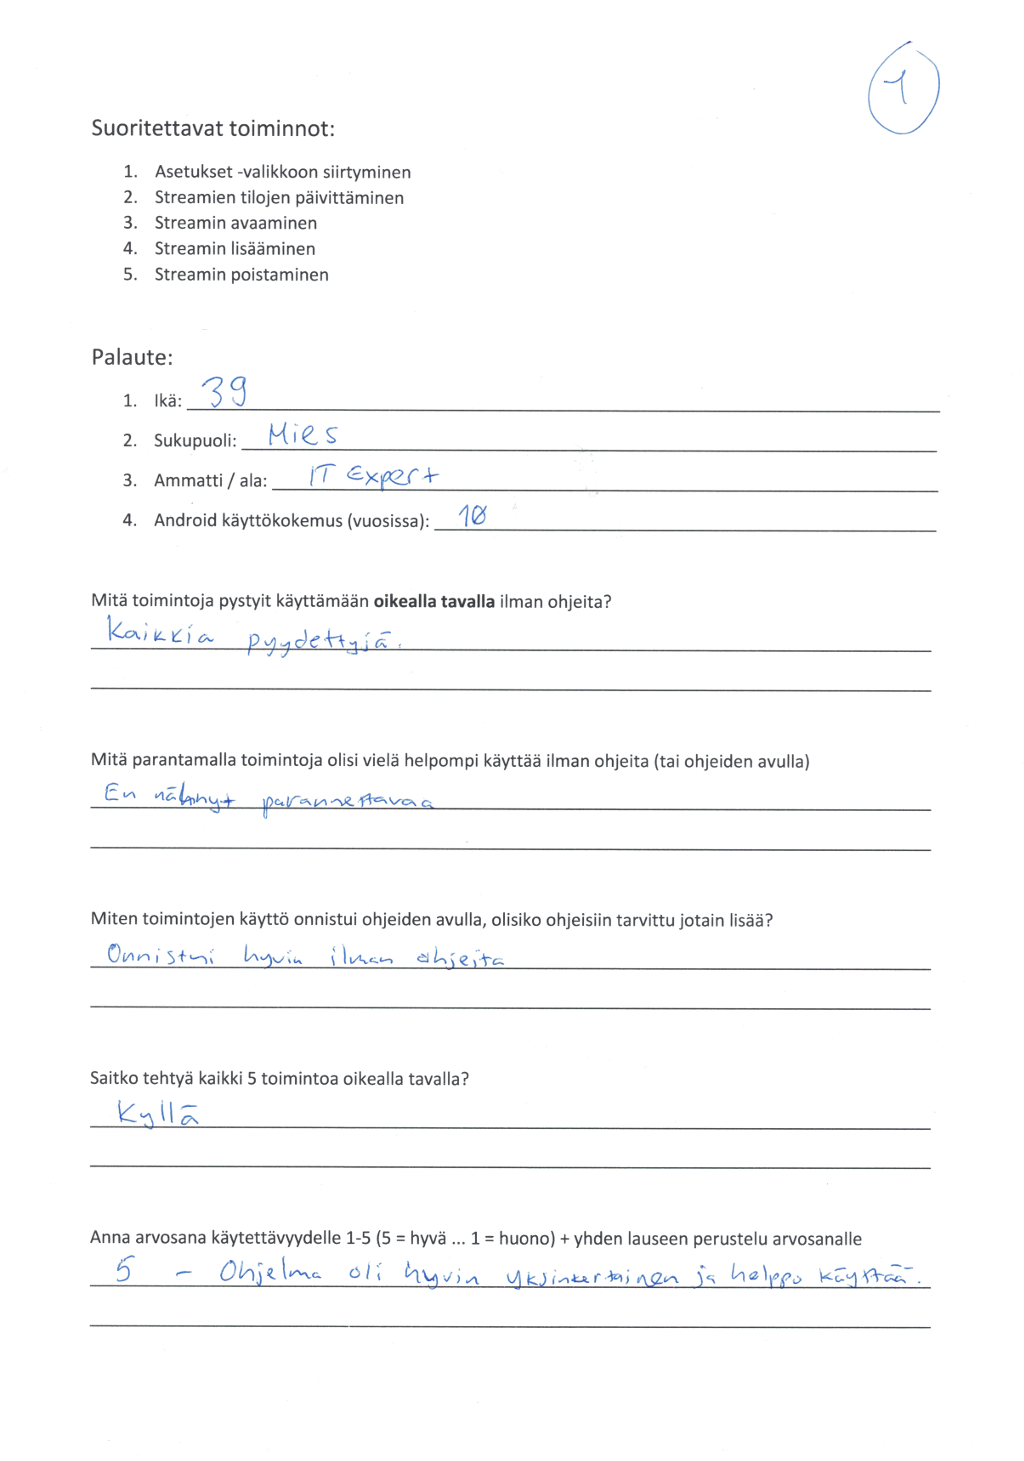 1
Suoritettavat toiminnot:
1. Asetukset -valikkoon siirtyminen
2. Streamien tilojen päivittäminen
3. Streamin avaaminen
4. Streamin lisääminen
5. Streamin poistaminen
Palaute:
1. Ikä: 39
2. Sukupuoli: Mies
3. Ammatti / ala: IT Expert
4. Android käyttökokemus (vuosissa): 10
Mitä toimintoja pystyit käyttämään oikealla tavalla ilman ohjeita?
Kaikkia pyydettyjä.
Mitä parantamalla toimintoja olisi vielä helpompi käyttää ilman ohjeita (tai ohjeiden avulla)
En nähnyt parannettavaa
Miten toimintojen käyttö onnistui ohjeiden avulla, olisiko ohjeisiin tarvittu jotain lisää?
Onnistui hyvin ilman ohjeita
Saitko tehtyä kaikki 5 toimintoa oikealla tavalla?
Kyllä
Anna arvosana käytettävyydelle 1-5 (5 = hyvä ... 1 = huono) + yhden lauseen perustelu arvosanalle
5 - Ohjelma oli hyvin yksinkertainen ja helppo käyttää.